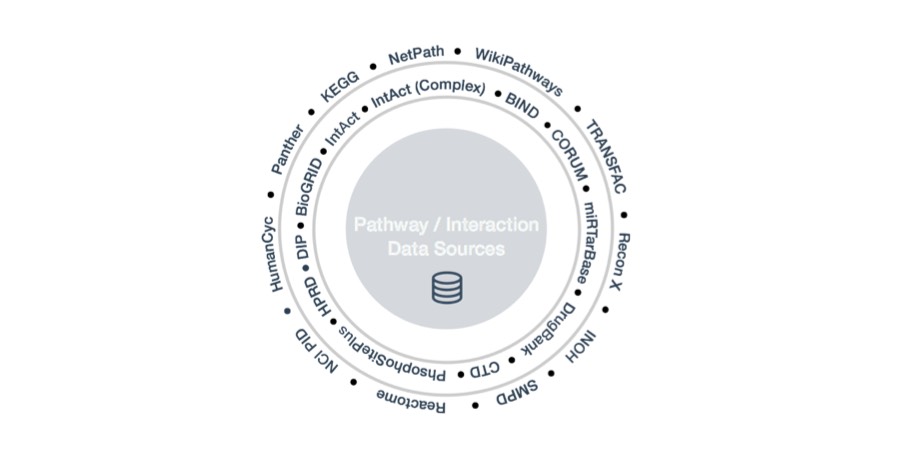 NetPath • WikiPathways • TRANSFAC • Recon X • INOH • SMPD • Reactome • NCI PID • HumanCyc • Panther • KEGG •
IntAct (Complex) • BIND • CORUM • miRTarBase • DrugBank • CTD • PhsophoSitePlus • HPRD • DIP • BioGRID • IntAct •
Pathway / Interaction
Data Sources